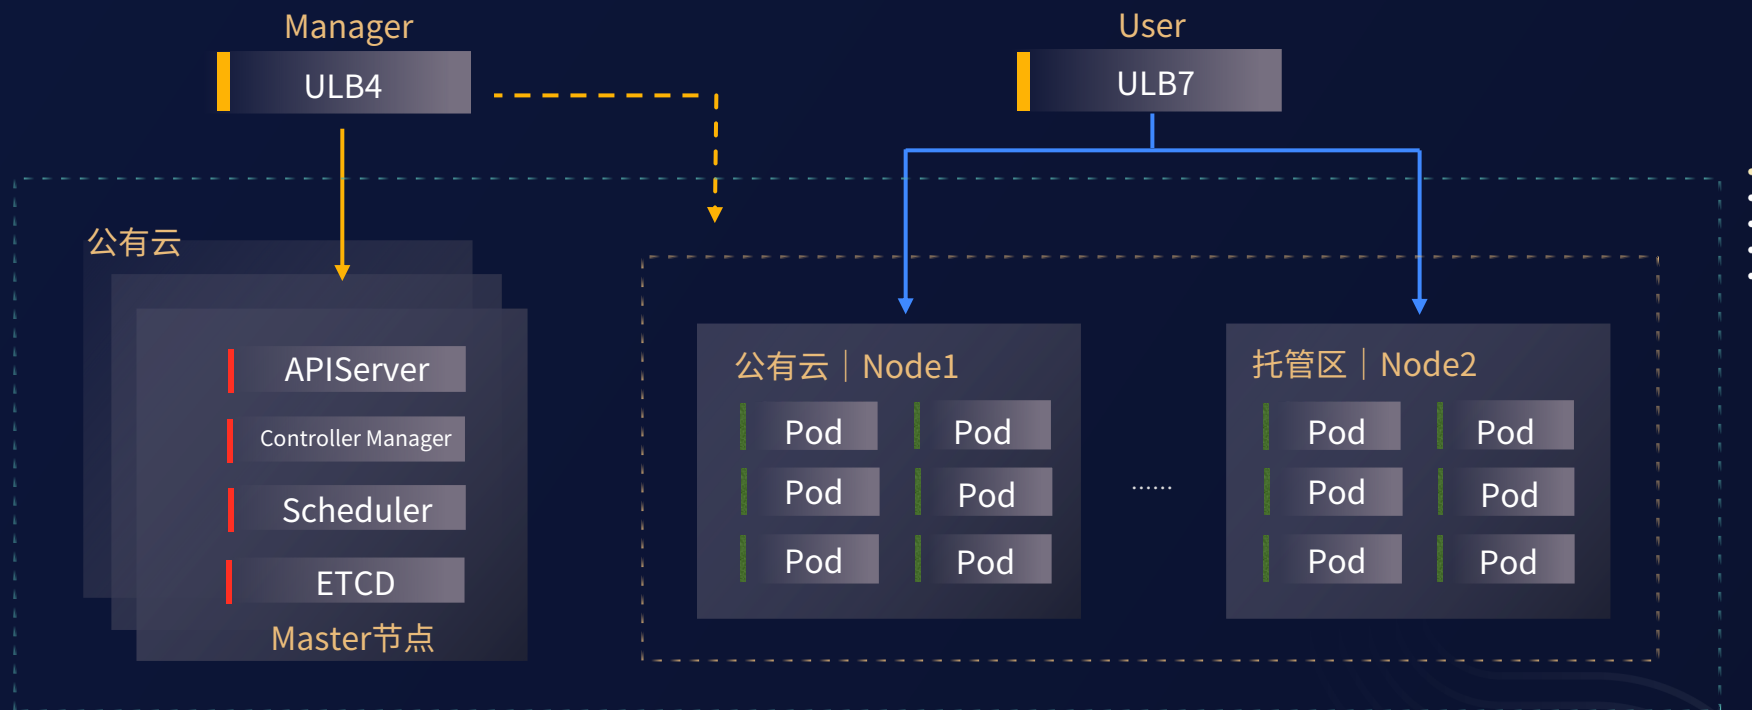 Manager
ULB4
User
ULB7
公有云
APIServer
Controller Manager
Scheduler
ETCD
Master节点
公有云｜Node1
Pod Pod
Pod Pod
Pod Pod
......
托管区｜Node2
Pod Pod
Pod Pod
Pod Pod